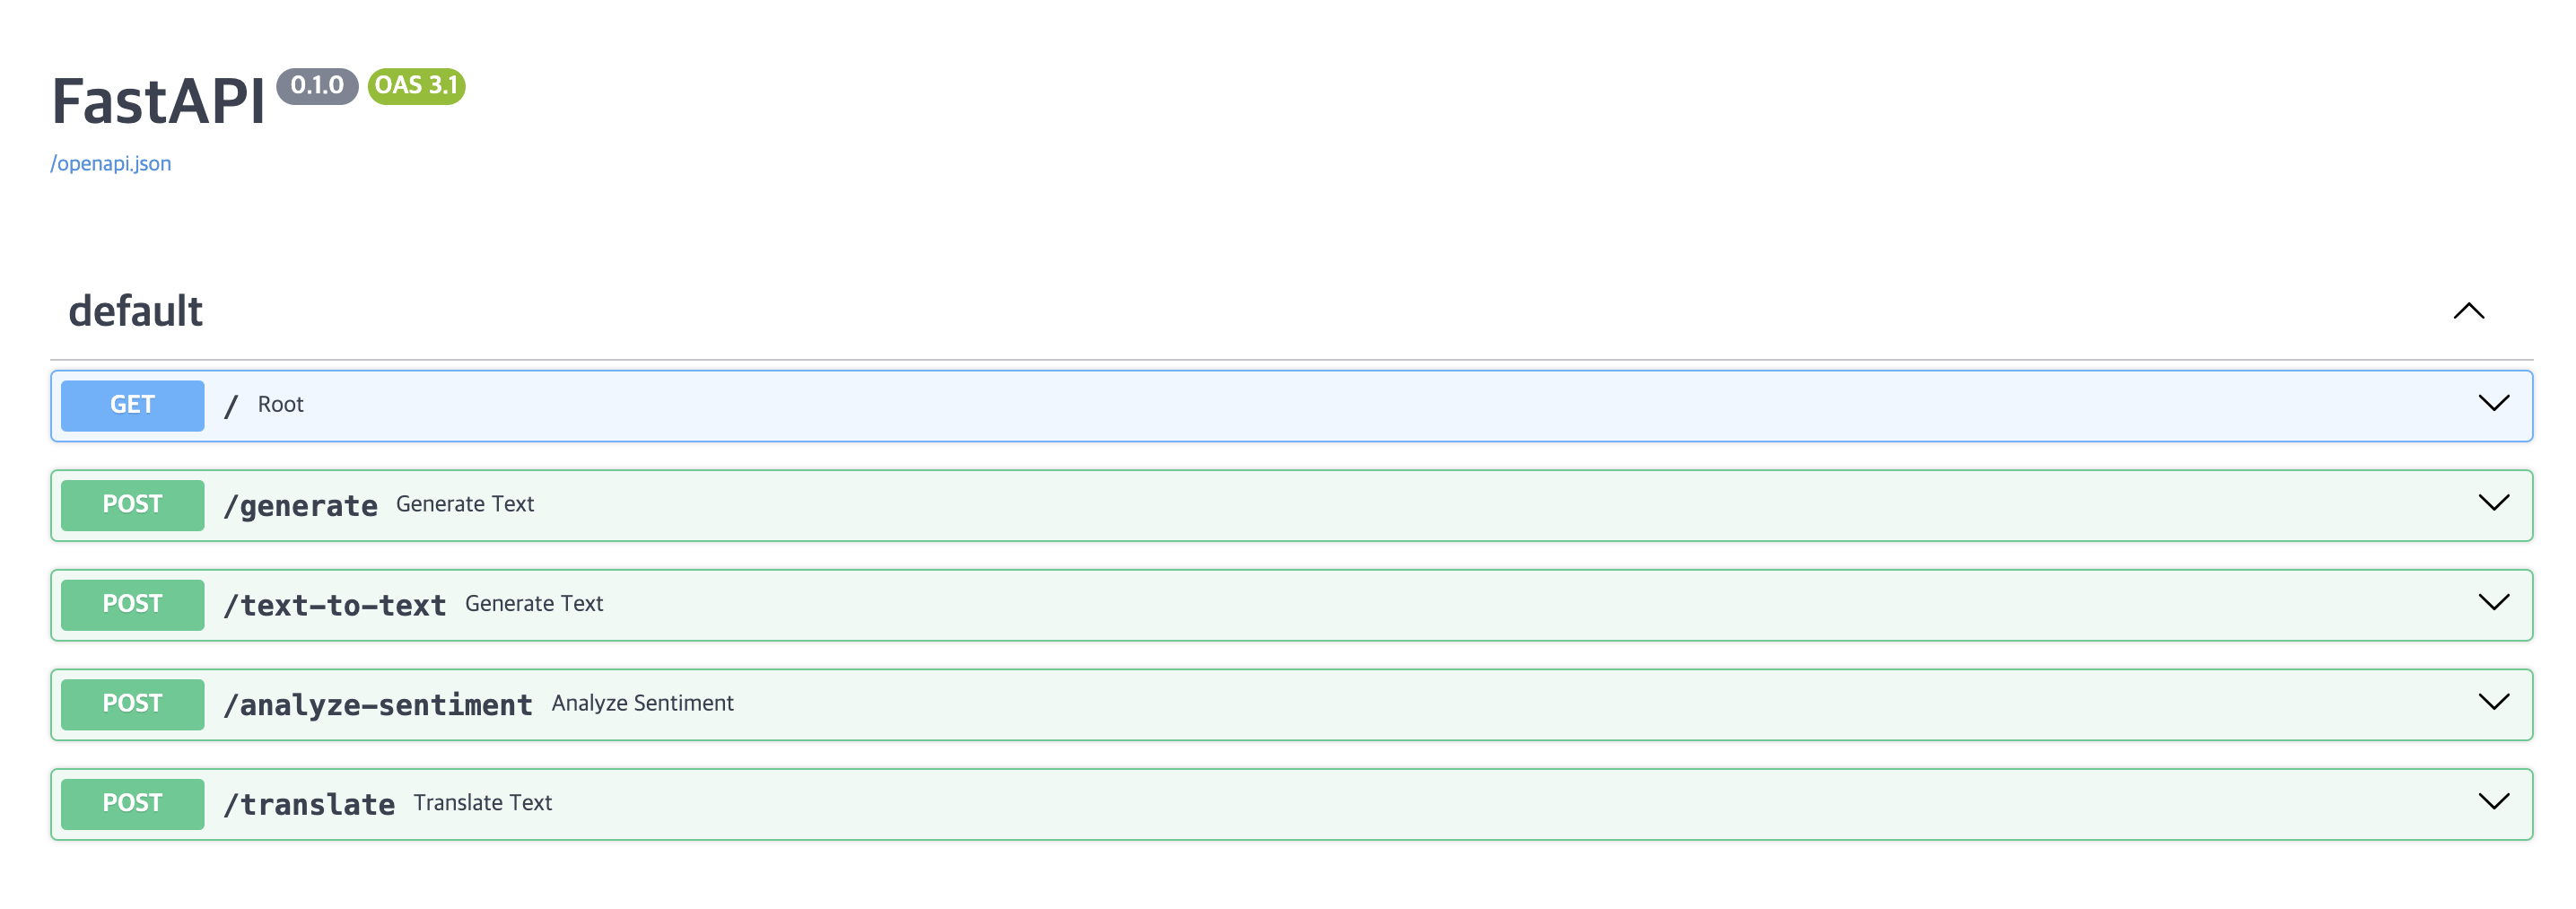 FastAPI 0.1.0 OAS 3.1
/openapi.json
default
GET / Root
POST /generate Generate Text
POST /text-to-text Generate Text
POST /analyze-sentiment Analyze Sentiment
POST /translate Translate Text